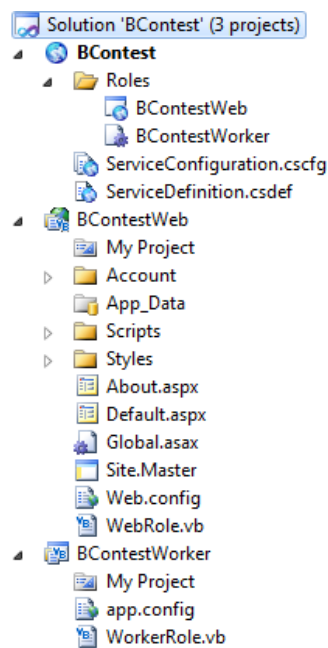 Solution 'BContest' (3 projects)
BContest
Roles
BContestWeb
BContestWorker
ServiceConfiguration.cscfg
ServiceDefinition.csdef
BContestWeb
My Project
Account
App_Data
Scripts
Styles
About.aspx
Default.aspx
Global.asax
Site.Master
Web.config
WebRole.vb
BContestWorker
My Project
app.config
WorkerRole.vb